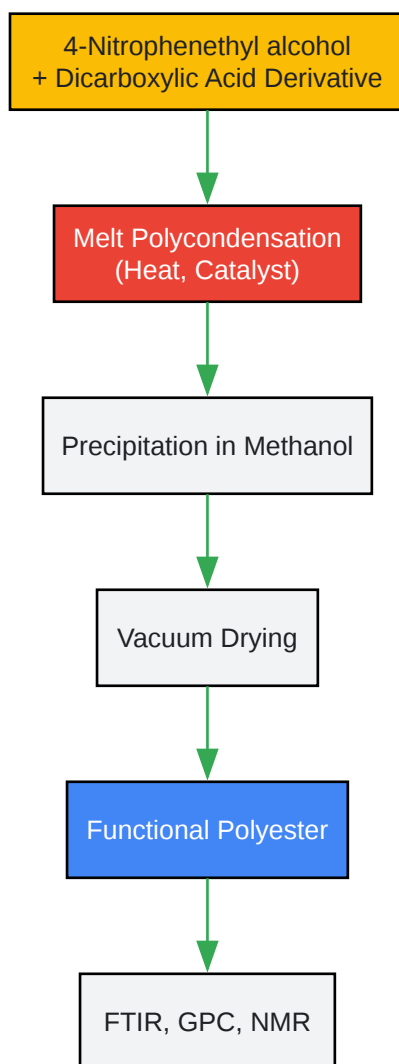 4-Nitrophenethyl alcohol
+ Dicarboxylic Acid Derivative
Melt Polycondensation
(Heat, Catalyst)
Precipitation in Methanol
Vacuum Drying
Functional Polyester
FTIR, GPC, NMR